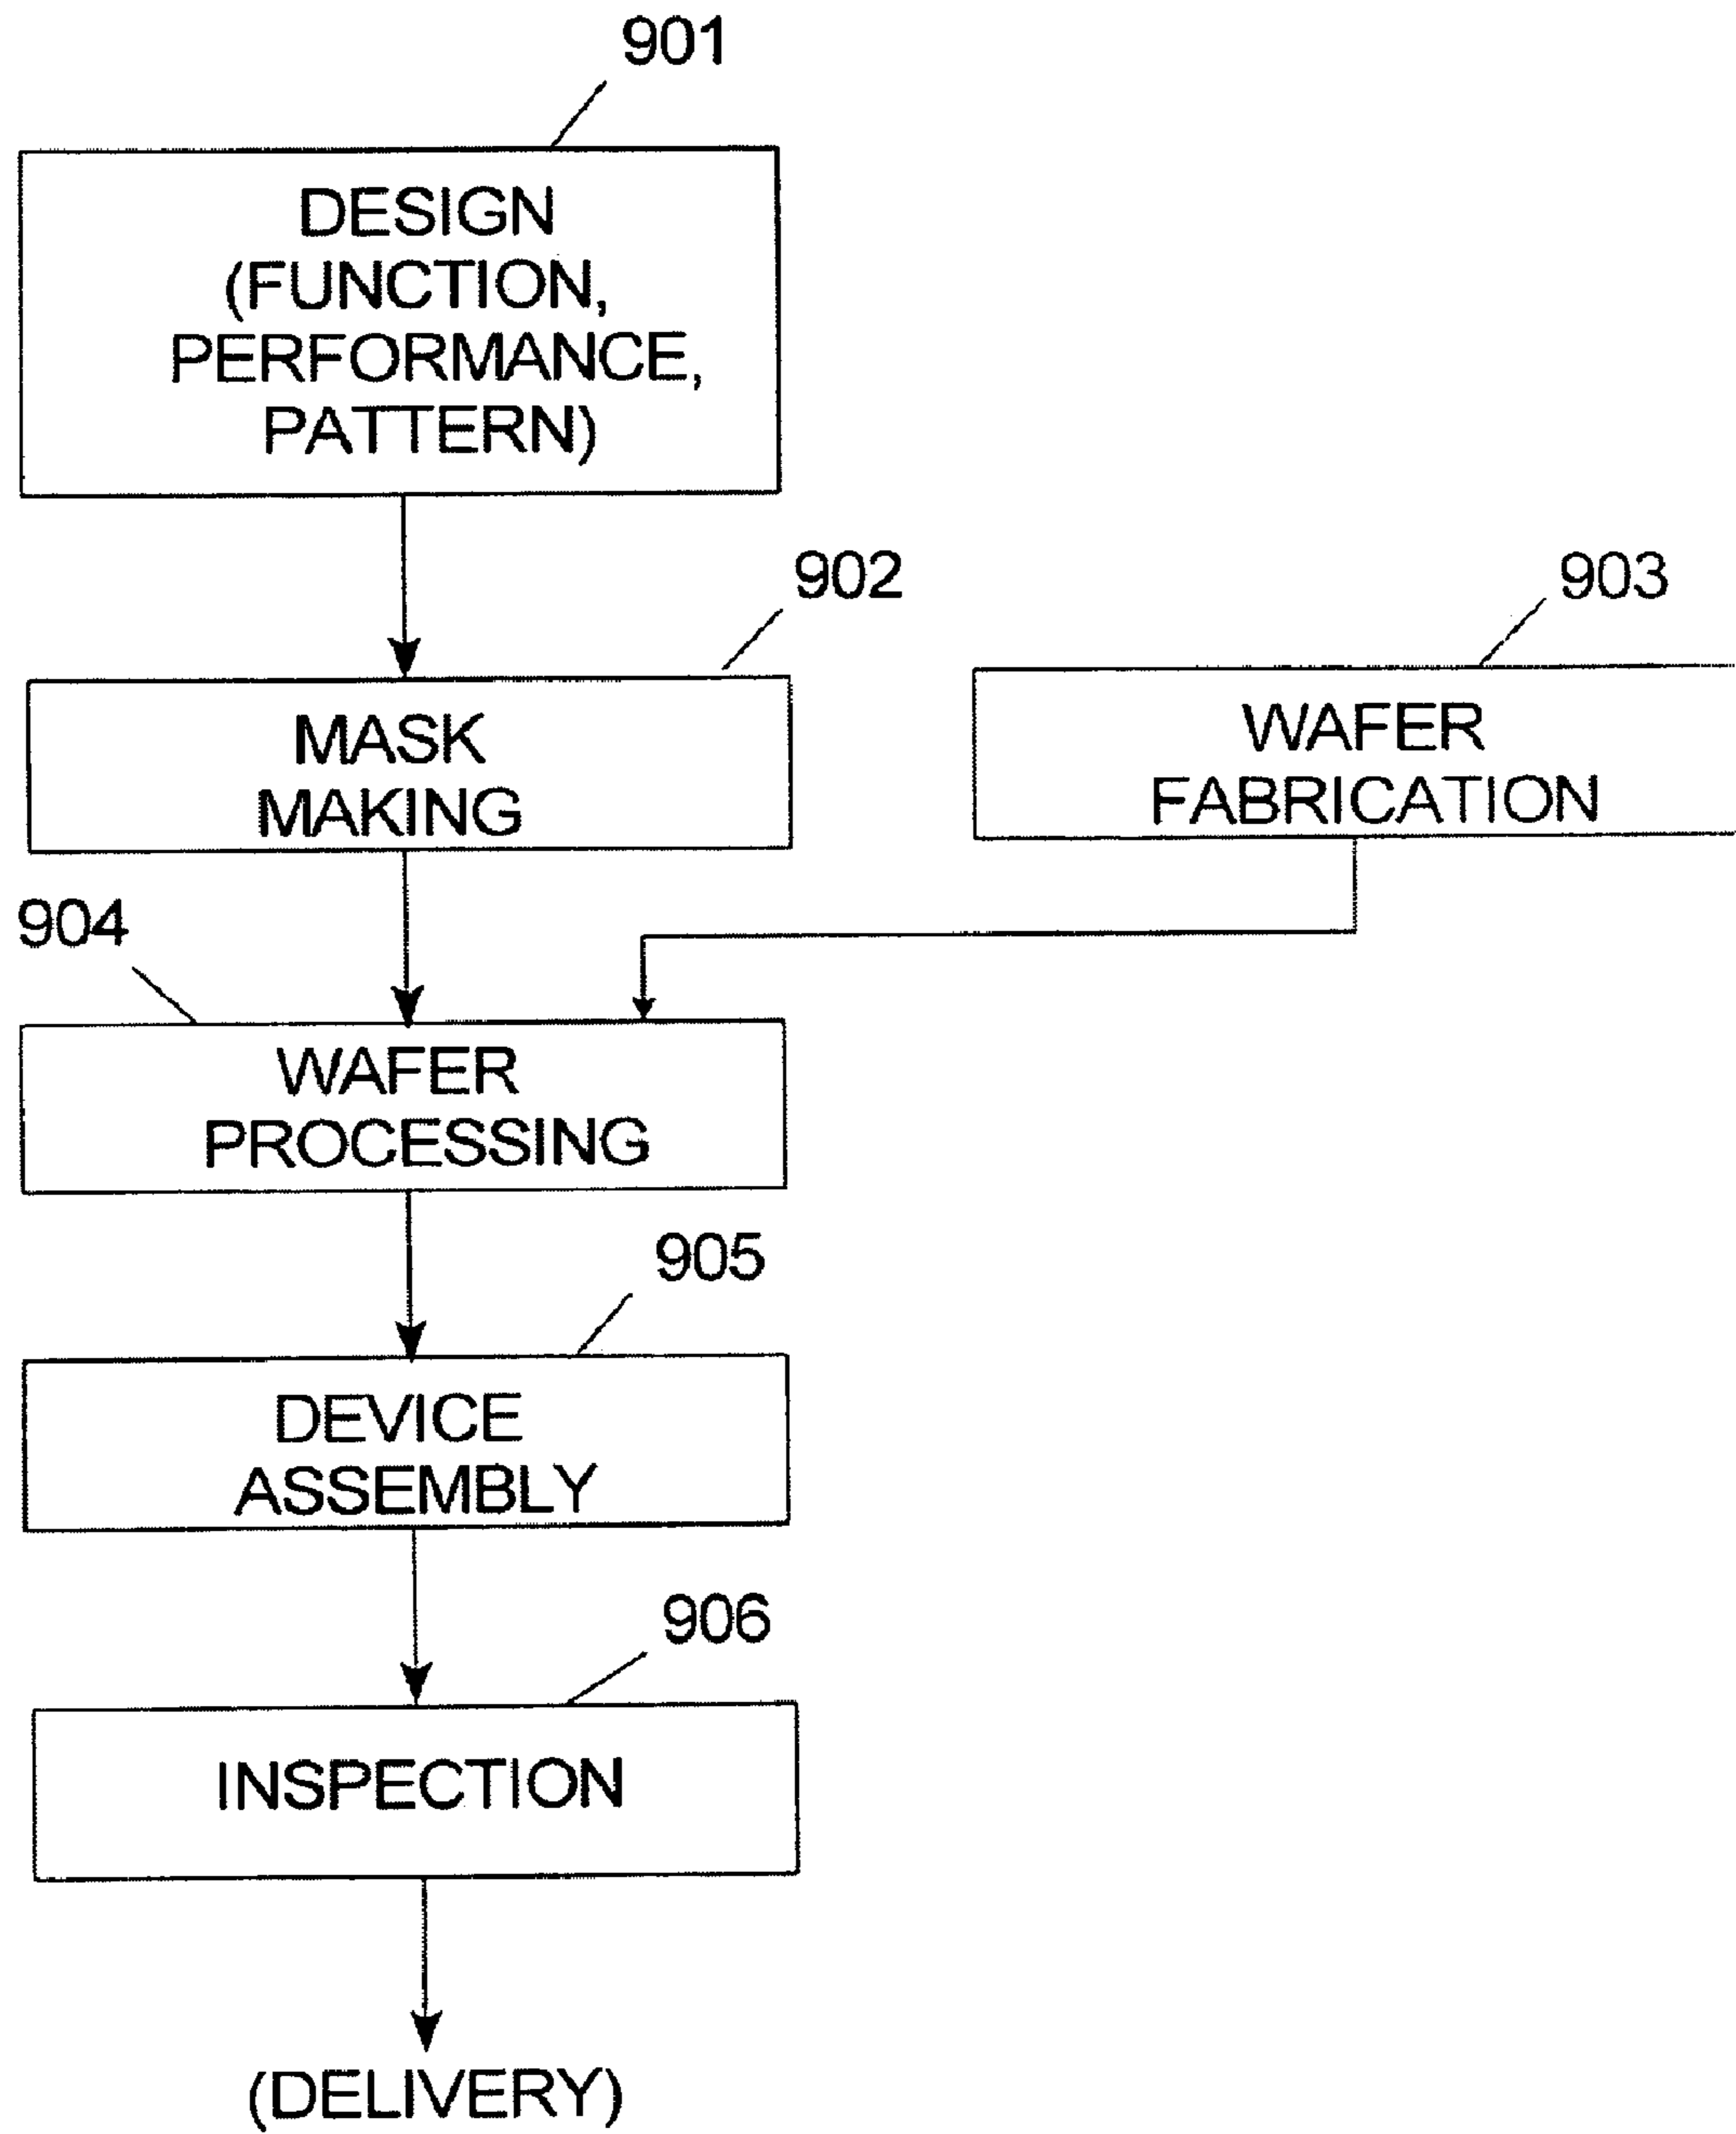 901
DESIGN
(FUNCTION,
PERFORMANCE,
PATTERN)
902
903
MASK
MAKING
WAFER
FABRICATION
904
WAFER
PROCESSING
905
DEVICE
ASSEMBLY
906
INSPECTION
(DELIVERY)